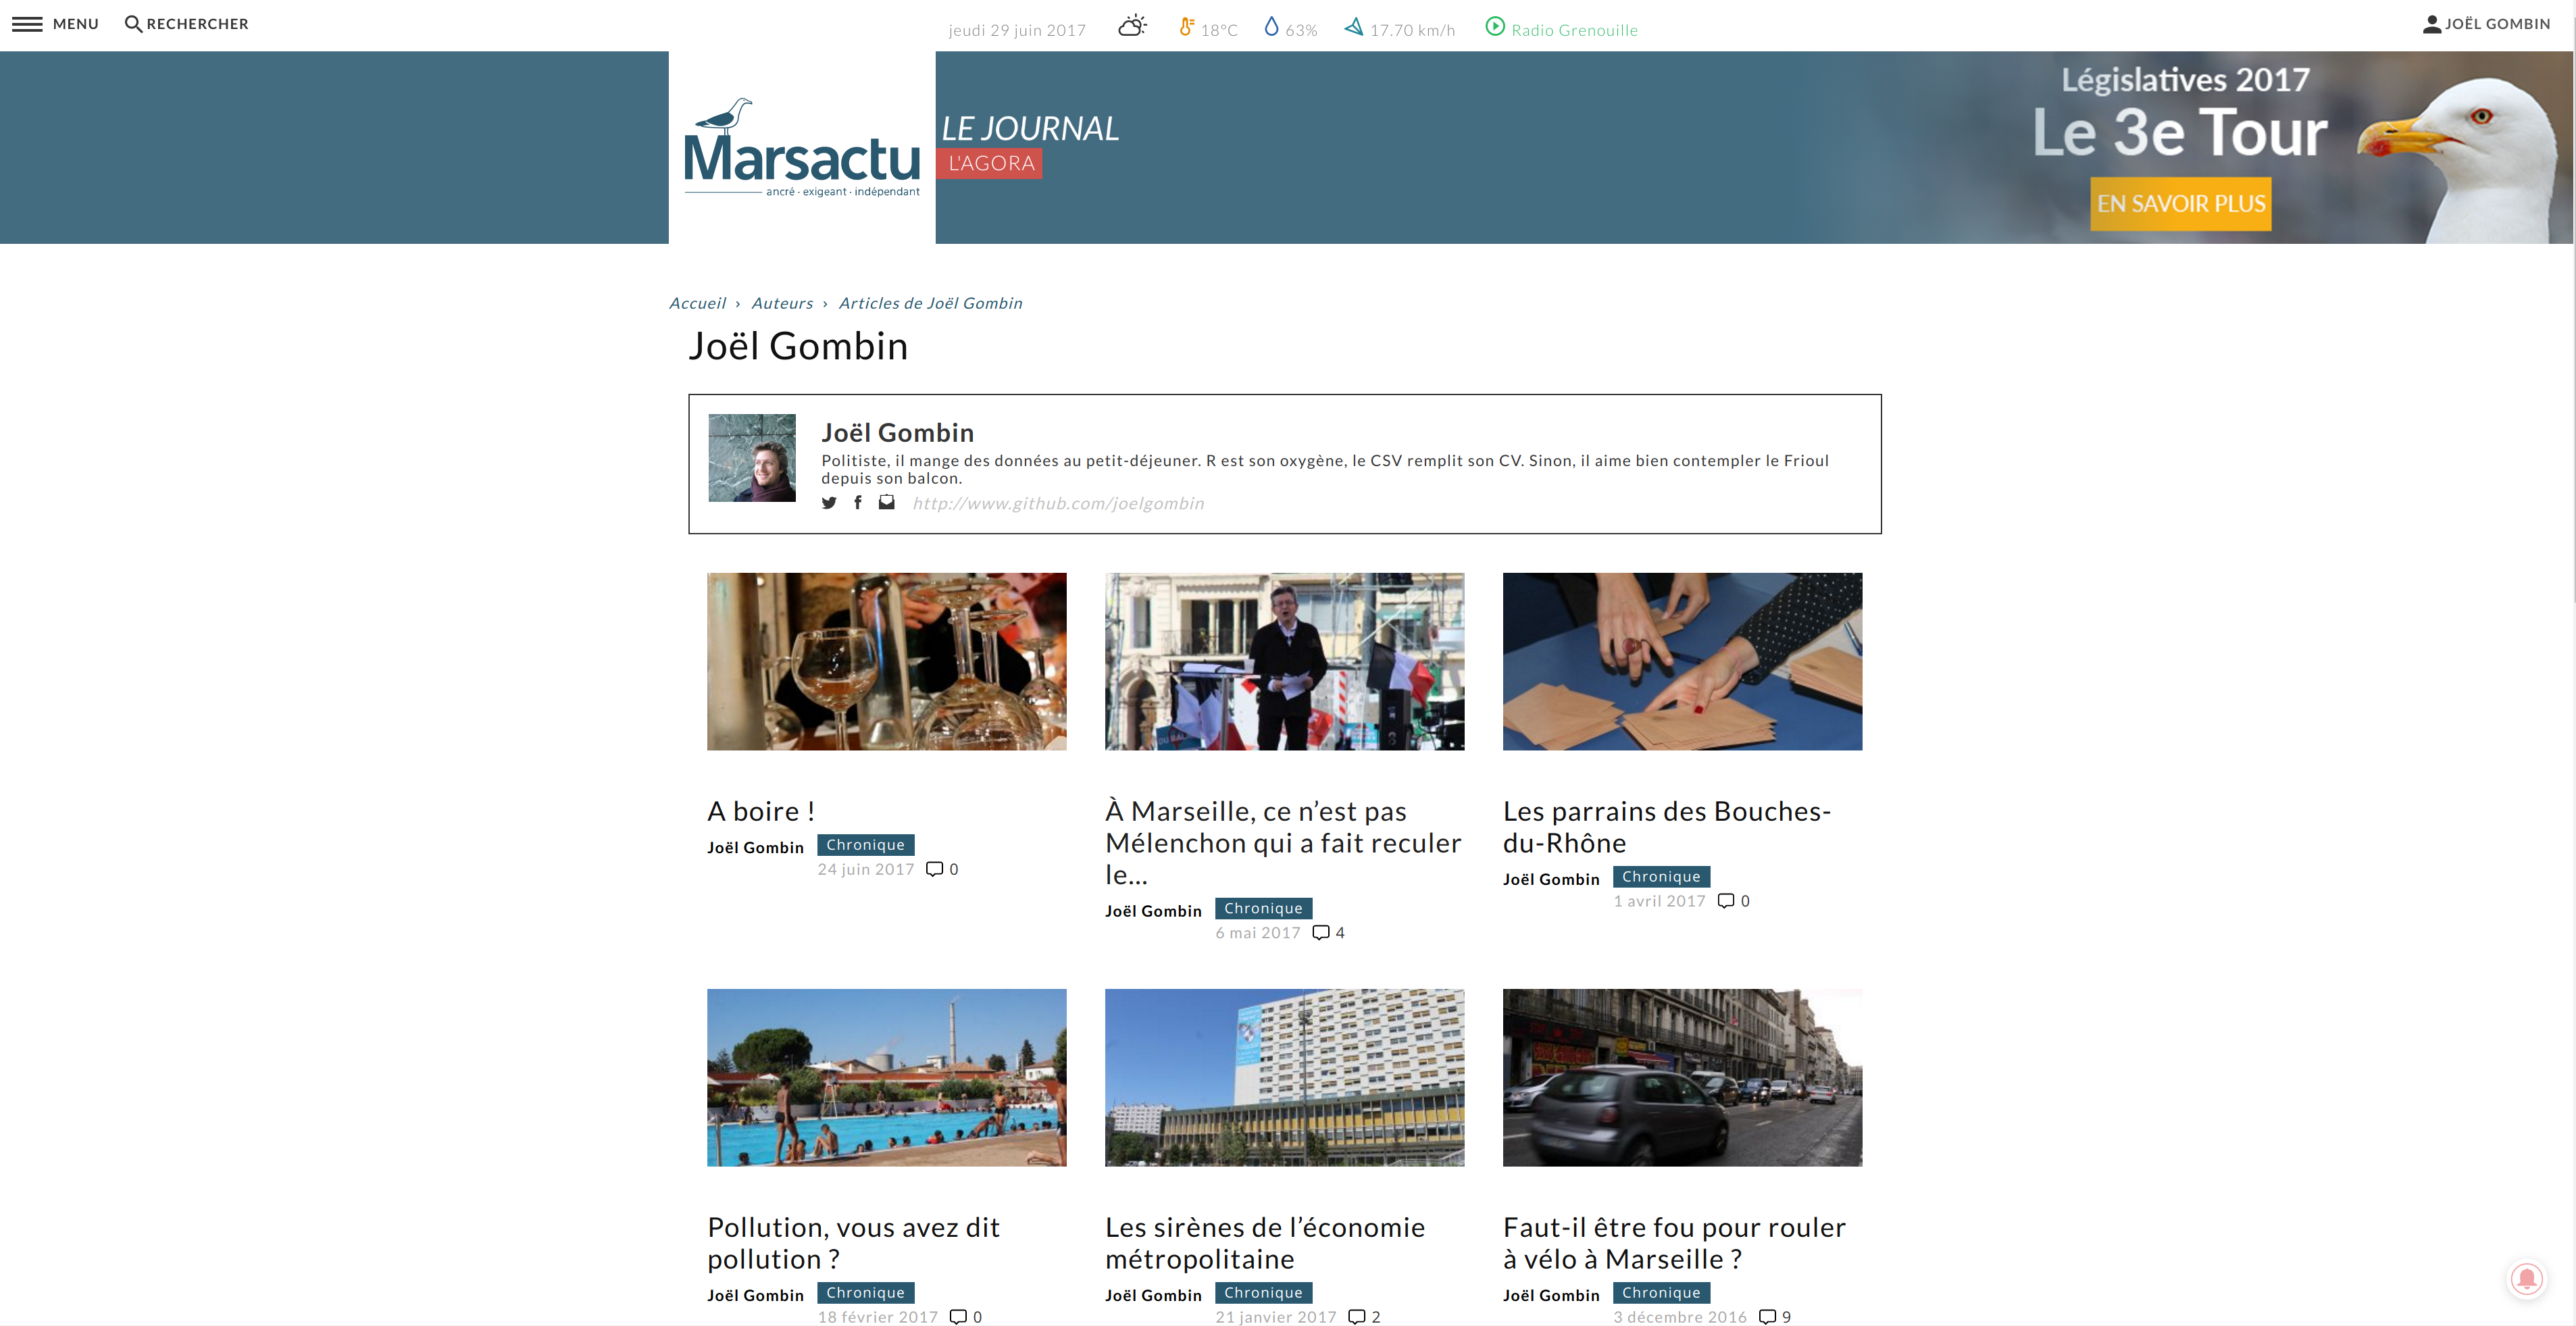 MENU RECHERCHER jeudi 29 juin 2017 18°C 63% 17.70 km/h Radio Grenouille JOËL GOMBIN
Marsactu
ancré · exigeant · indépendant
LE JOURNAL
L'AGORA
Législatives 2017
Le 3e Tour
EN SAVOIR PLUS
Accueil › Auteurs › Articles de Joël Gombin
Joël Gombin
Joël Gombin
Politiste, il mange des données au petit-déjeuner. R est son oxygène, le CSV remplit son CV. Sinon, il aime bien contempler le Frioul
depuis son balcon.
http://www.github.com/joelgombin
A boire !
Joël Gombin Chronique
24 juin 2017 0
À Marseille, ce n’est pas
Mélenchon qui a fait reculer
le…
Joël Gombin Chronique
6 mai 2017 4
Les parrains des Bouches-
du-Rhône
Joël Gombin Chronique
1 avril 2017 0
Pollution, vous avez dit
pollution ?
Joël Gombin Chronique
18 février 2017 0
Les sirènes de l’économie
métropolitaine
Joël Gombin Chronique
21 janvier 2017 2
Faut-il être fou pour rouler
à vélo à Marseille ?
Joël Gombin Chronique
3 décembre 2016 9